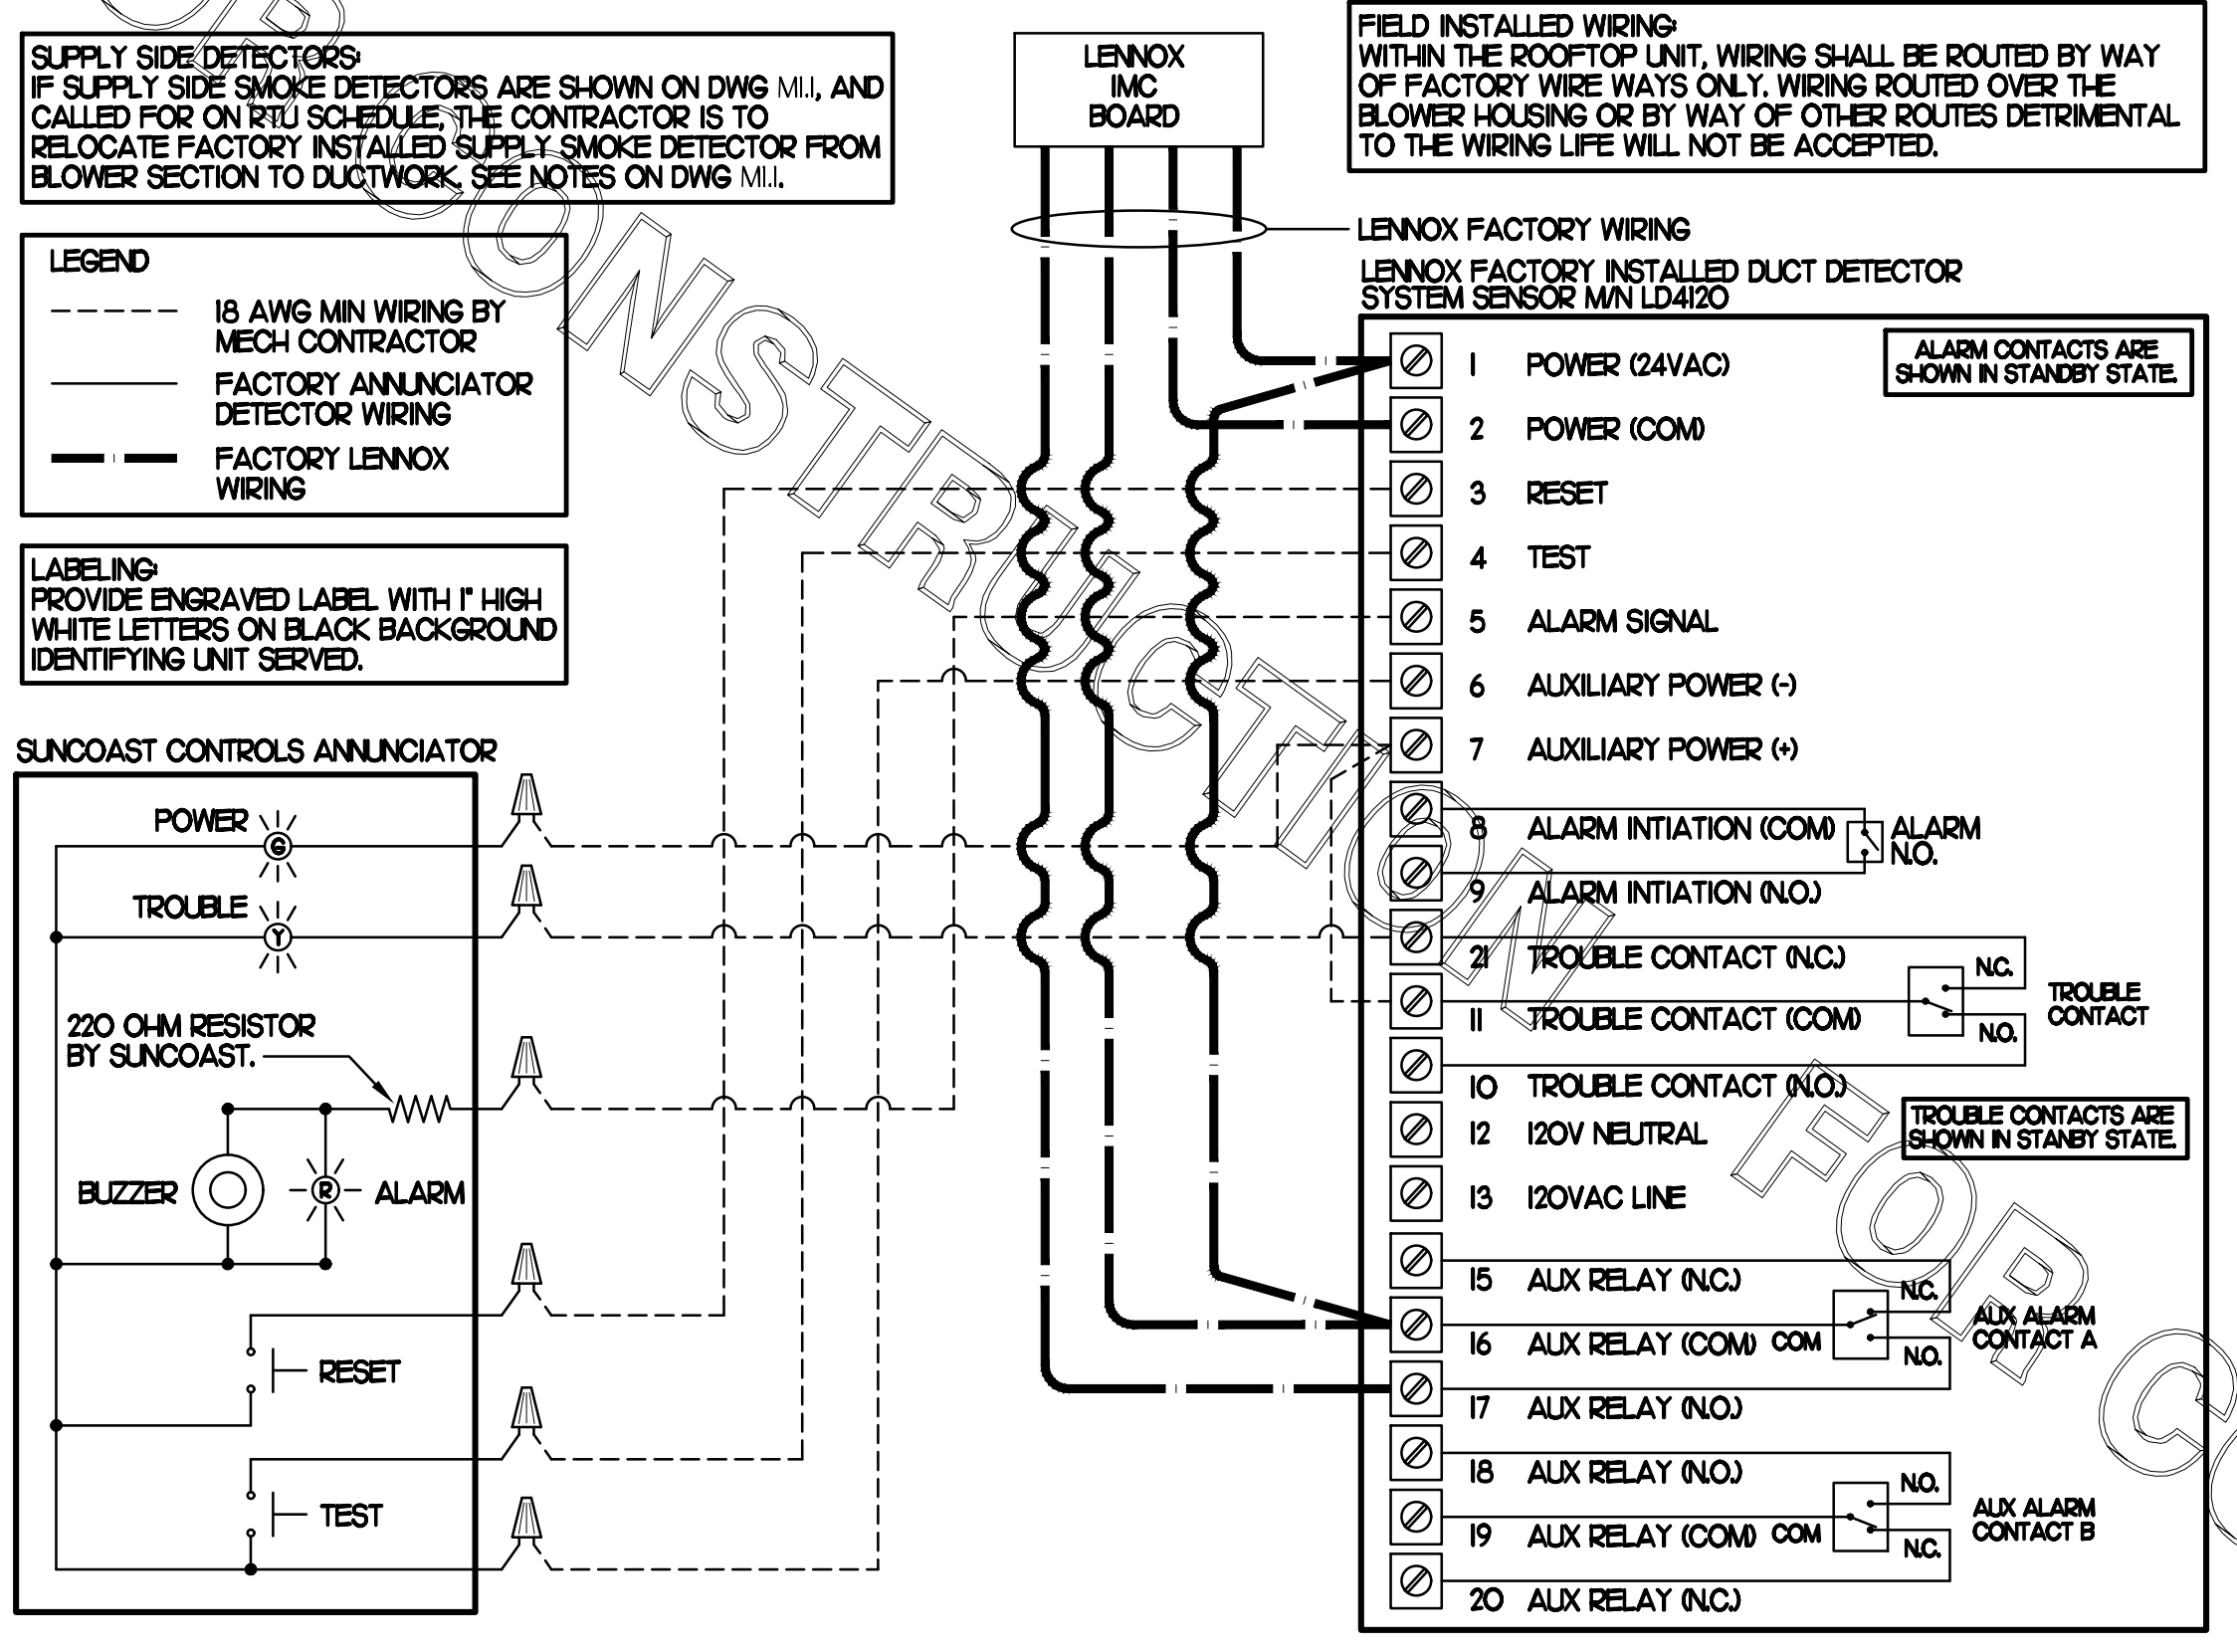 SUPPLY SIDE DETECTORS:
IF SUPPLY SIDE SMOKE DETECTORS ARE SHOWN ON DWG M1.1, AND
CALLED FOR ON RTU SCHEDULE, THE CONTRACTOR IS TO
RELOCATE FACTORY INSTALLED SUPPLY SMOKE DETECTOR FROM
BLOWER SECTION TO DUCTWORK. SEE NOTES ON DWG M1.1.
LENNOX
IMC
BOARD
FIELD INSTALLED WIRING:
WITHIN THE ROOFTOP UNIT, WIRING SHALL BE ROUTED BY WAY
OF FACTORY WIRE WAYS ONLY. WIRING ROUTED OVER THE
BLOWER HOUSING OR BY WAY OF OTHER ROUTES DETRIMENTAL
TO THE WIRING LIFE WILL NOT BE ACCEPTED.
LENNOX FACTORY WIRING
LEGEND
18 AWG MIN WIRING BY
MECH CONTRACTOR
FACTORY ANNUNCIATOR
DETECTOR WIRING
FACTORY LENNOX
WIRING
LABELING:
PROVIDE ENGRAVED LABEL WITH 1" HIGH
WHITE LETTERS ON BLACK BACKGROUND
IDENTIFYING UNIT SERVED.
SUNCOAST CONTROLS ANNUNCIATOR
POWER
G
TROUBLE
Y
220 OHM RESISTOR
BY SUNCOAST.
BUZZER
R
ALARM
RESET
TEST
LENNOX FACTORY INSTALLED DUCT DETECTOR
SYSTEM SENSOR M/N LD4120
ALARM CONTACTS ARE
SHOWN IN STANDBY STATE.
1 POWER (24VAC)
2 POWER (COM)
3 RESET
4 TEST
5 ALARM SIGNAL
6 AUXILIARY POWER (-)
7 AUXILIARY POWER (+)
8 ALARM INTIATION (COM)
ALARM
N.O.
9 ALARM INTIATION (N.O.)
21 TROUBLE CONTACT (N.C.)
N.C.
11 TROUBLE CONTACT (COM)
N.O.
TROUBLE
CONTACT
10 TROUBLE CONTACT (N.O.)
12 120V NEUTRAL
TROUBLE CONTACTS ARE
SHOWN IN STANBY STATE.
13 120VAC LINE
15 AUX RELAY (N.C.)
N.C.
16 AUX RELAY (COM) COM
N.O.
AUX ALARM
CONTACT A
17 AUX RELAY (N.O.)
18 AUX RELAY (N.O.)
N.O.
19 AUX RELAY (COM) COM
N.C.
AUX ALARM
CONTACT B
20 AUX RELAY (N.C.)
CONSTRUCTION
FOR CO